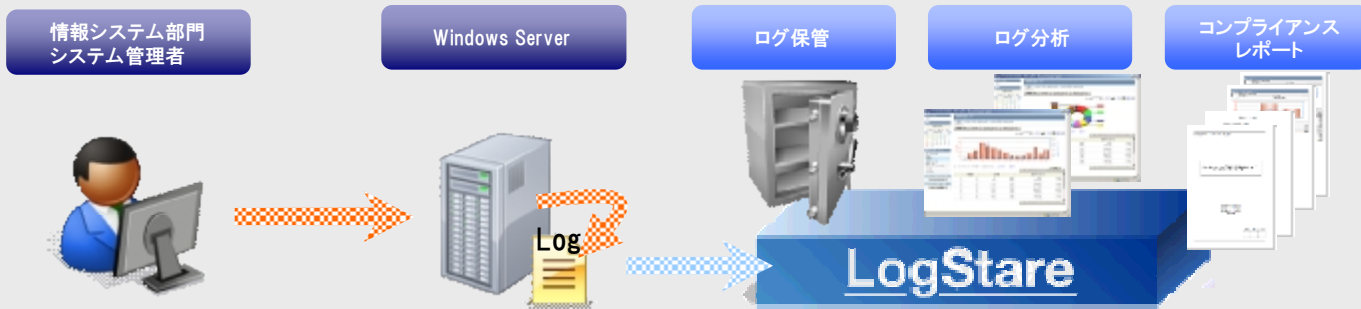 情報システム部門
システム管理者
Windows Server
ログ保管
ログ分析
コンプライアンス
レポート
Log
LogStare